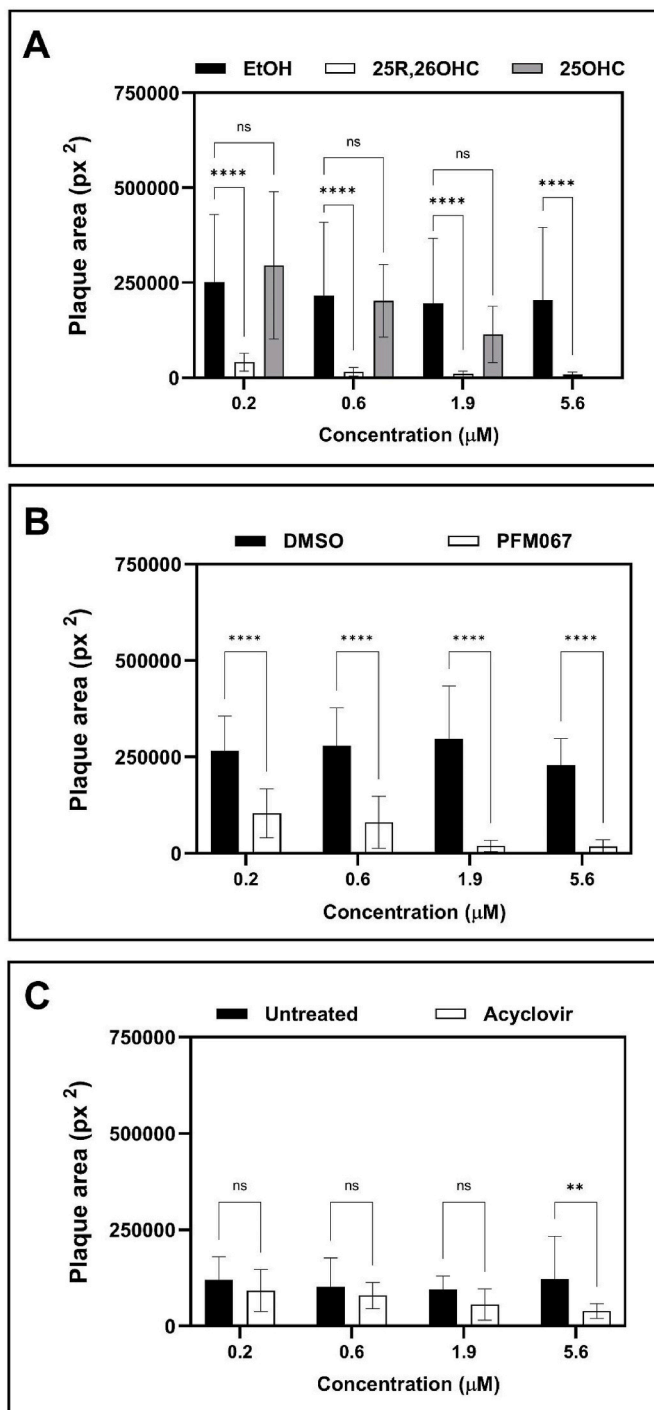 A
EtOH 25R,26OHC 25OHC
750000
500000
250000
0
Plaque area (px ²)
ns ns ns
**** **** **** ****
0.2 0.6 1.9 5.6
Concentration (μM)
B
DMSO PFM067
750000
500000
250000
0
Plaque area (px ²)
**** **** **** ****
0.2 0.6 1.9 5.6
Concentration (μM)
C
Untreated Acyclovir
750000
500000
250000
0
Plaque area (px ²)
ns ns ns **
0.2 0.6 1.9 5.6
Concentration (μM)